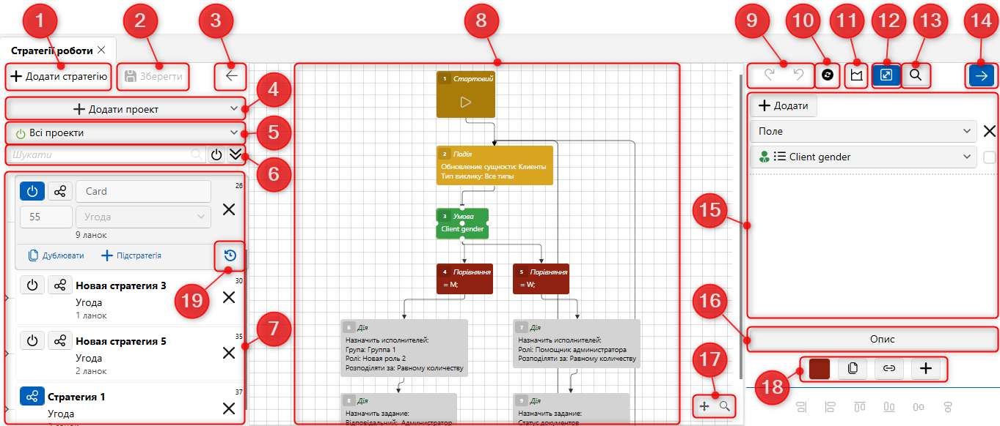 1
2
3
8
9
10
11
12
13
14
Стратегії роботи
Додати стратегію
Зберегти
4
Додати проект
5
Всі проекти
6
Шукати
26
Card
55
Угода
9 ланок
Дублювати
Підстратегія
19
30
Новая стратегия 3
Угода
1 ланок
7
35
Новая стратегия 5
Угода
2 ланок
37
Стратегія 1
Угода
1 Стартовий
2 Подія
Обновление сущности: Клиенты
Тип виклику: Все типы
3 Умова
Client gender
4 Порівняння
= M;
5 Порівняння
= W;
6 Дія
Назначить исполнителей:
Група: Группа 1
Ролі: Новая роль 2
Розподіляти за: Равному количеству
7 Дія
Назначить исполнителей:
Ролі: Помощник администратора
Розподіляти за: Равному количеству
8 Дія
Назначить задание:
Відповідальний: Администратор
9 Дія
Назначить задание:
Статус документов
Додати
Поле
Client gender
15
16
Опис
17
18